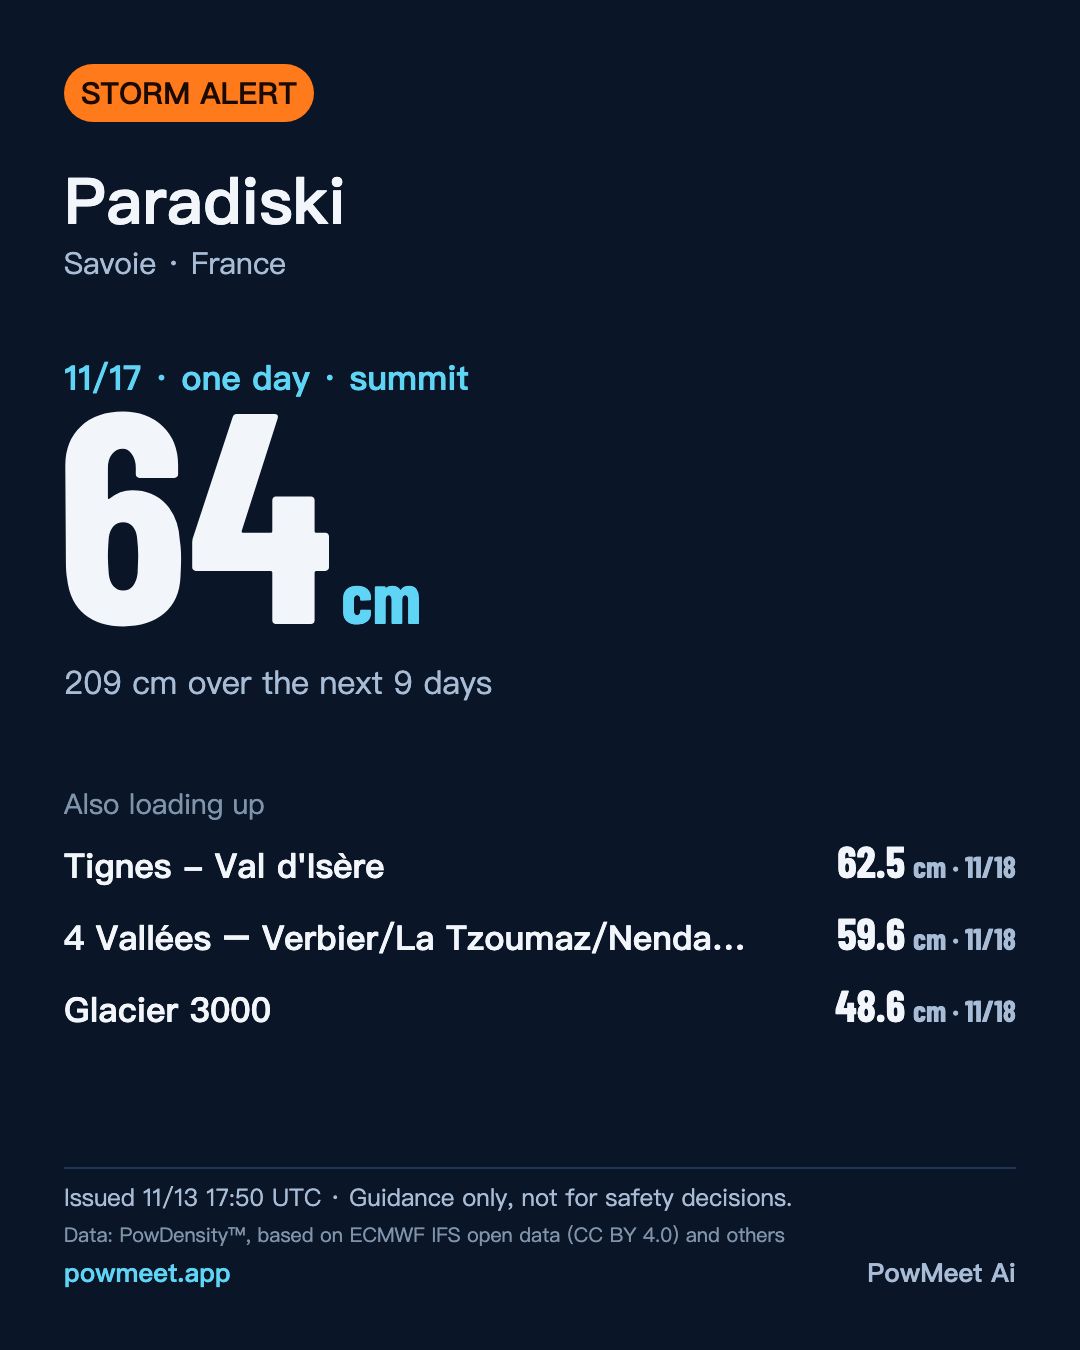 STORM ALERT
Paradiski
Savoie · France
11/17 · one day · summit
64 cm
209 cm over the next 9 days
Also loading up
Tignes – Val d'Isère 62.5 cm · 11/18
4 Vallées — Verbier/La Tzoumaz/Nenda... 59.6 cm · 11/18
Glacier 3000 48.6 cm · 11/18
Issued 11/13 17:50 UTC · Guidance only, not for safety decisions.
Data: PowDensity™, based on ECMWF IFS open data (CC BY 4.0) and others
powmeet.app PowMeet Ai